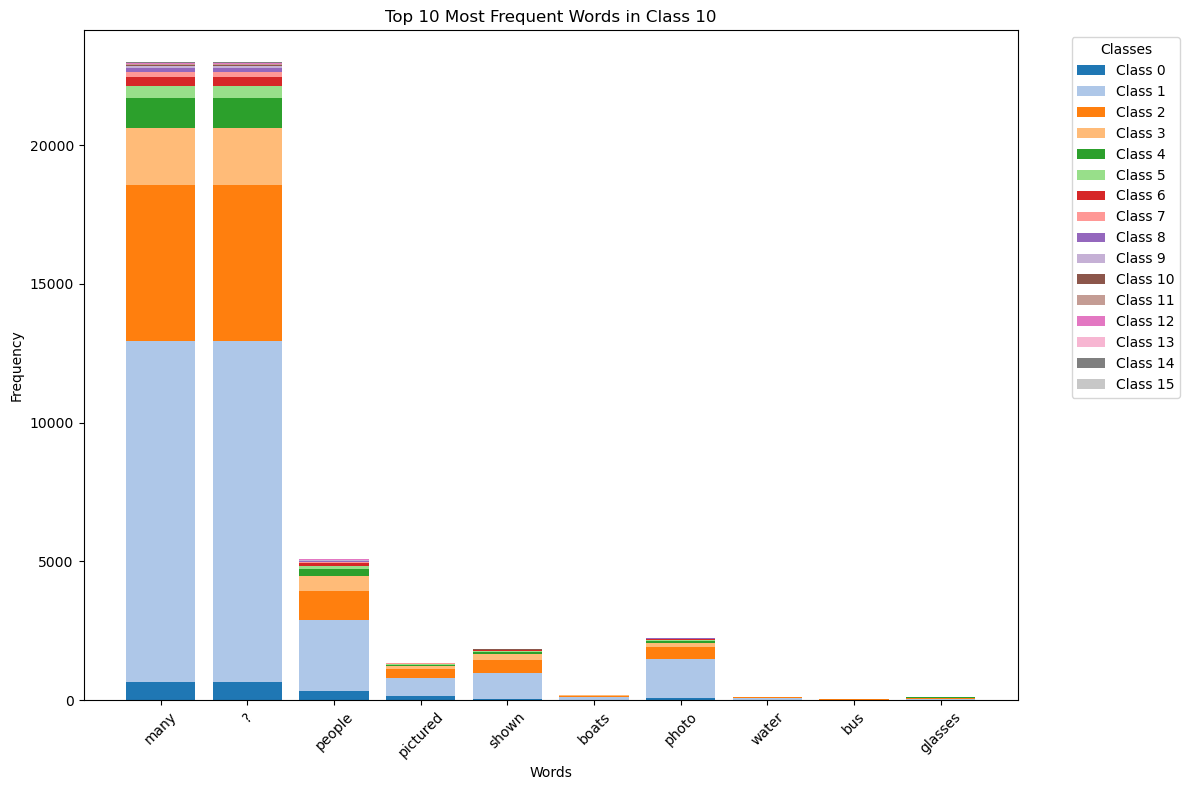 Top 10 Most Frequent Words in Class 10
Frequency
20000
15000
10000
5000
0
many
?
people
pictured
shown
boats
photo
water
bus
glasses
Words
Classes
Class 0
Class 1
Class 2
Class 3
Class 4
Class 5
Class 6
Class 7
Class 8
Class 9
Class 10
Class 11
Class 12
Class 13
Class 14
Class 15